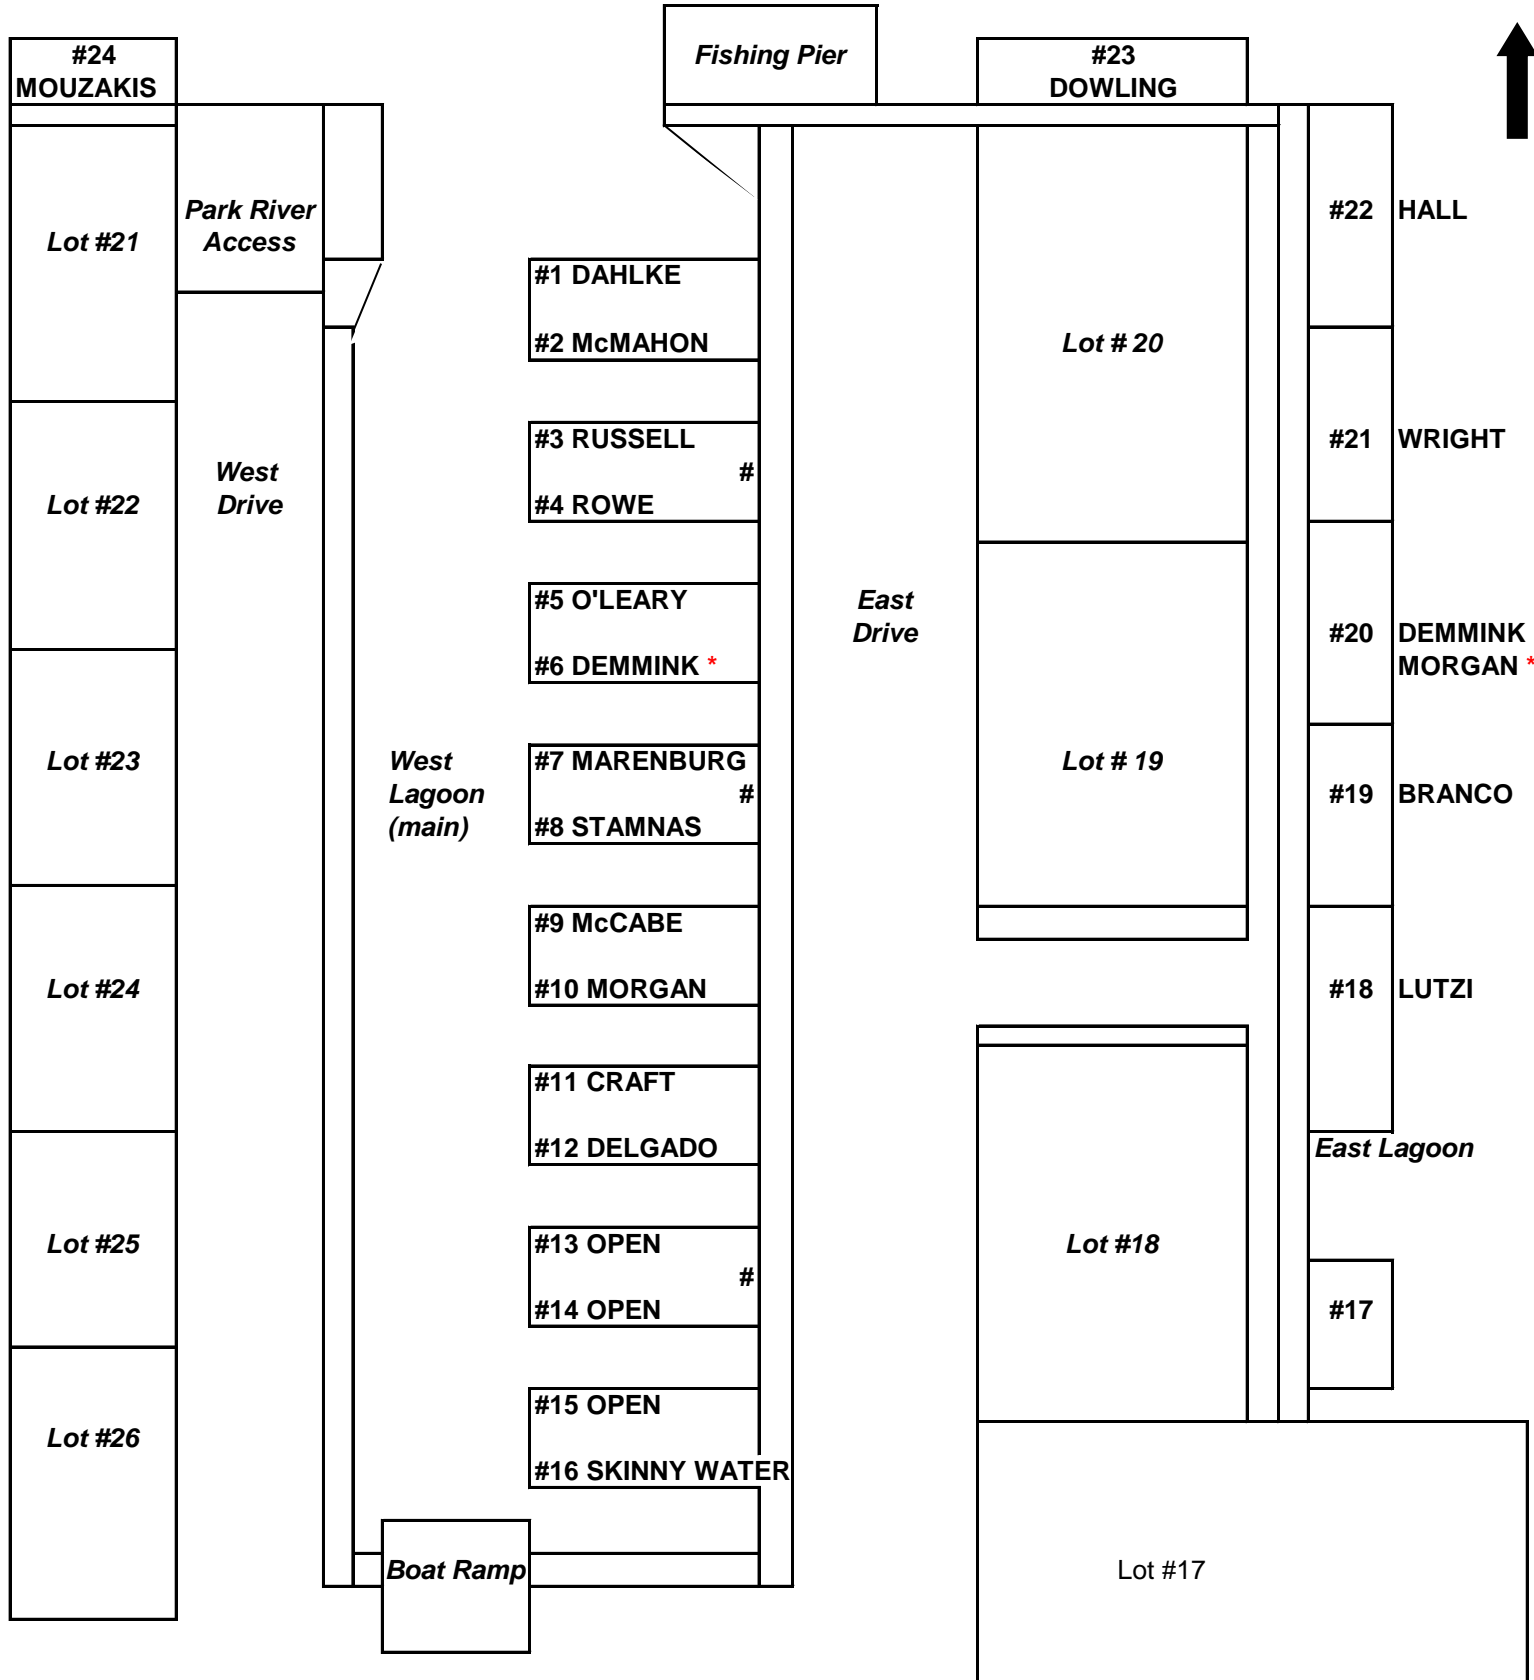 #24
MOUZAKIS
Fishing Pier
#23
DOWLING
Park River
Access
Lot #21
#22 HALL
#1 DAHLKE
#2 McMAHON
Lot # 20
#3 RUSSELL
#
#4 ROWE
#21 WRIGHT
West
Drive
Lot #22
#5 O'LEARY
#6 DEMMINK *
East
Drive
#20 DEMMINK
MORGAN *
Lot #23
West
Lagoon
(main)
#7 MARENBURG
#
#8 STAMNAS
Lot # 19
#19 BRANCO
#9 McCABE
#10 MORGAN
Lot #24
#18 LUTZI
#11 CRAFT
#12 DELGADO
East Lagoon
Lot #25
#13 OPEN
#
#14 OPEN
Lot #18
#17
#15 OPEN
#16 SKINNY WATER
Lot #26
Boat Ramp
Lot #17